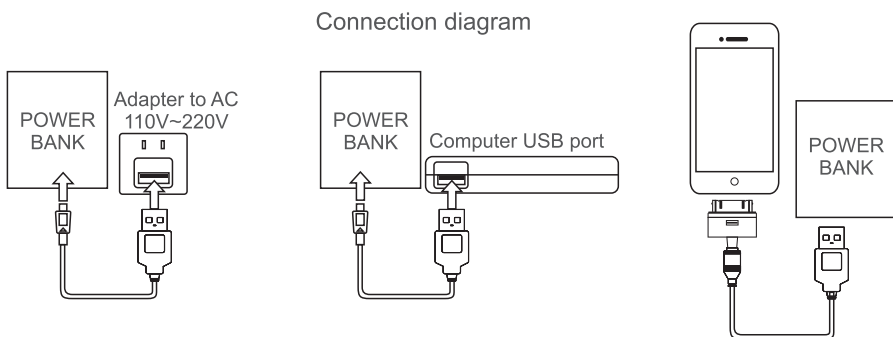 Connection diagram
POWER
BANK
Adapter to AC
110V~220V
POWER
BANK
Computer USB port
POWER
BANK